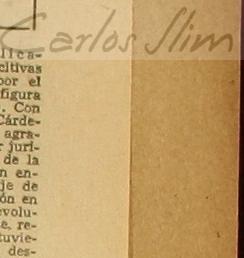 Carlos Slim
lica-
citivas
por el
figura
. Con
Cárde-
agra-
r jurí-
de la
n en-
je de
ón en
evolu-
e, re-
tuvie-
des-